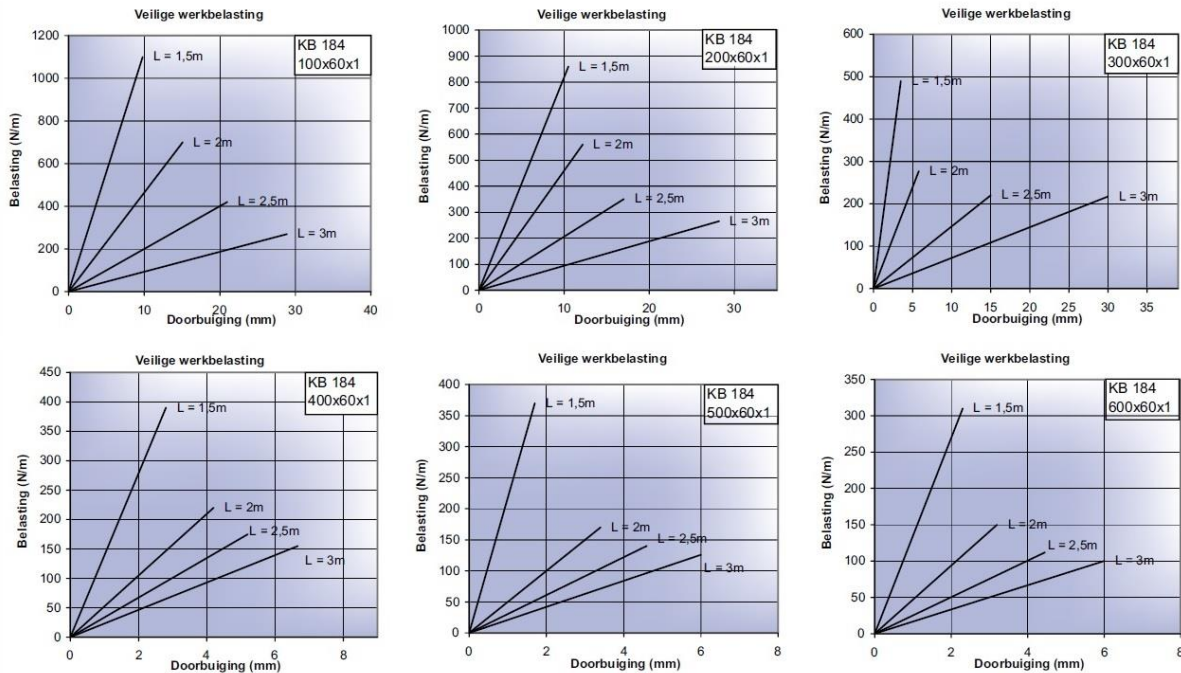 Veilige werkbelasting
KB 184
100x60x1
Belasting (N/m)
1200
1000
800
600
400
200
0
L = 1,5m
L = 2m
L = 2,5m
L = 3m
0 10 20 30 40
Doorbuiging (mm)
Veilige werkbelasting
KB 184
200x60x1
Belasting (N/m)
1000
900
800
700
600
500
400
300
200
100
0
L = 1,5m
L = 2m
L = 2,5m
L = 3m
0 10 20 30
Doorbuiging (mm)
Veilige werkbelasting
KB 184
300x60x1
Belasting (N/m)
600
500
400
300
200
100
0
L = 1,5m
L = 2m
L = 2,5m
L = 3m
0 5 10 15 20 25 30 35
Doorbuiging (mm)
Veilige werkbelasting
KB 184
400x60x1
Belasting (N/m)
450
400
350
300
250
200
150
100
50
0
L = 1,5m
L = 2m
L = 2,5m
L = 3m
0 2 4 6 8
Doorbuiging (mm)
Veilige werkbelasting
KB 184
500x60x1
Belasting (N/m)
400
350
300
250
200
150
100
50
0
L = 1,5m
L = 2m
L = 2,5m
L = 3m
0 2 4 6 8
Doorbuiging (mm)
Veilige werkbelasting
KB 184
600x60x1
Belasting (N/m)
350
300
250
200
150
100
50
0
L = 1,5m
L = 2m
L = 2,5m
L = 3m
0 2 4 6 8
Doorbuiging (mm)